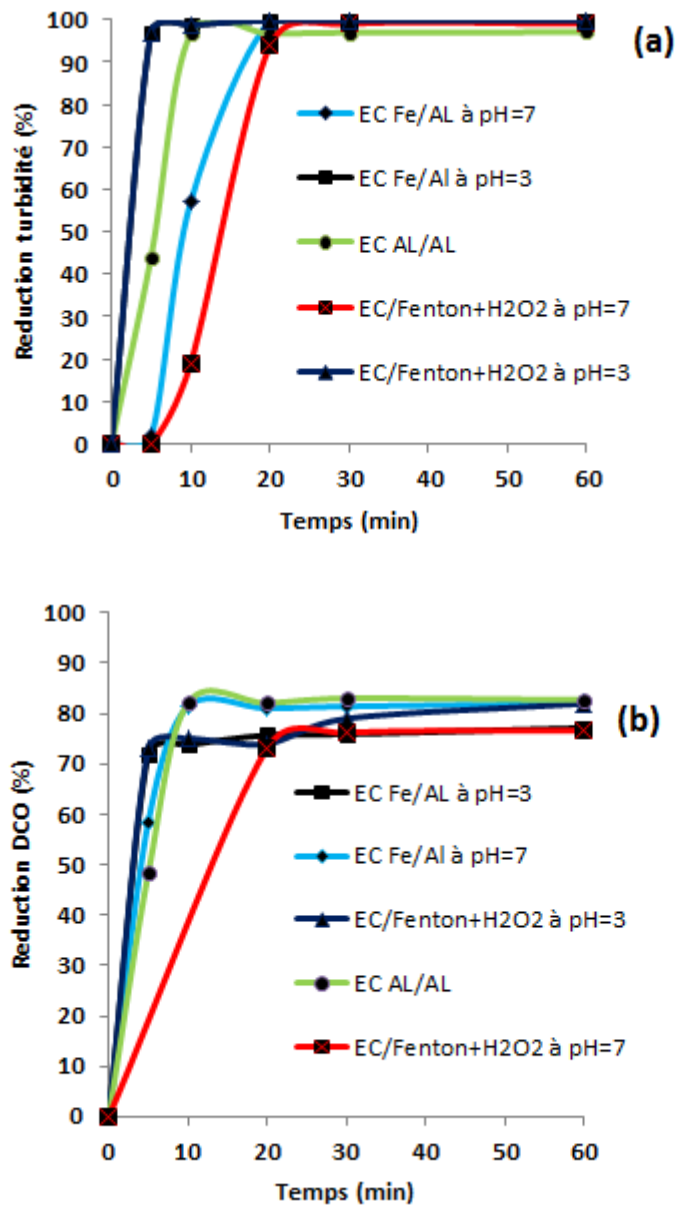 Reduction turbidité (%)
100
90
80
70
60
50
40
30
20
10
0
(a)
EC Fe/AL à pH=7
EC Fe/Al à pH=3
EC AL/AL
EC/Fenton+H2O2 à pH=7
EC/Fenton+H2O2 à pH=3
0 10 20 30 40 50 60
Temps (min)
Reduction DCO (%)
100
90
80
70
60
50
40
30
20
10
0
(b)
EC Fe/AL à pH=3
EC Fe/Al à pH=7
EC/Fenton+H2O2 à pH=3
EC AL/AL
EC/Fenton+H2O2 à pH=7
0 10 20 30 40 50 60
Temps (min)